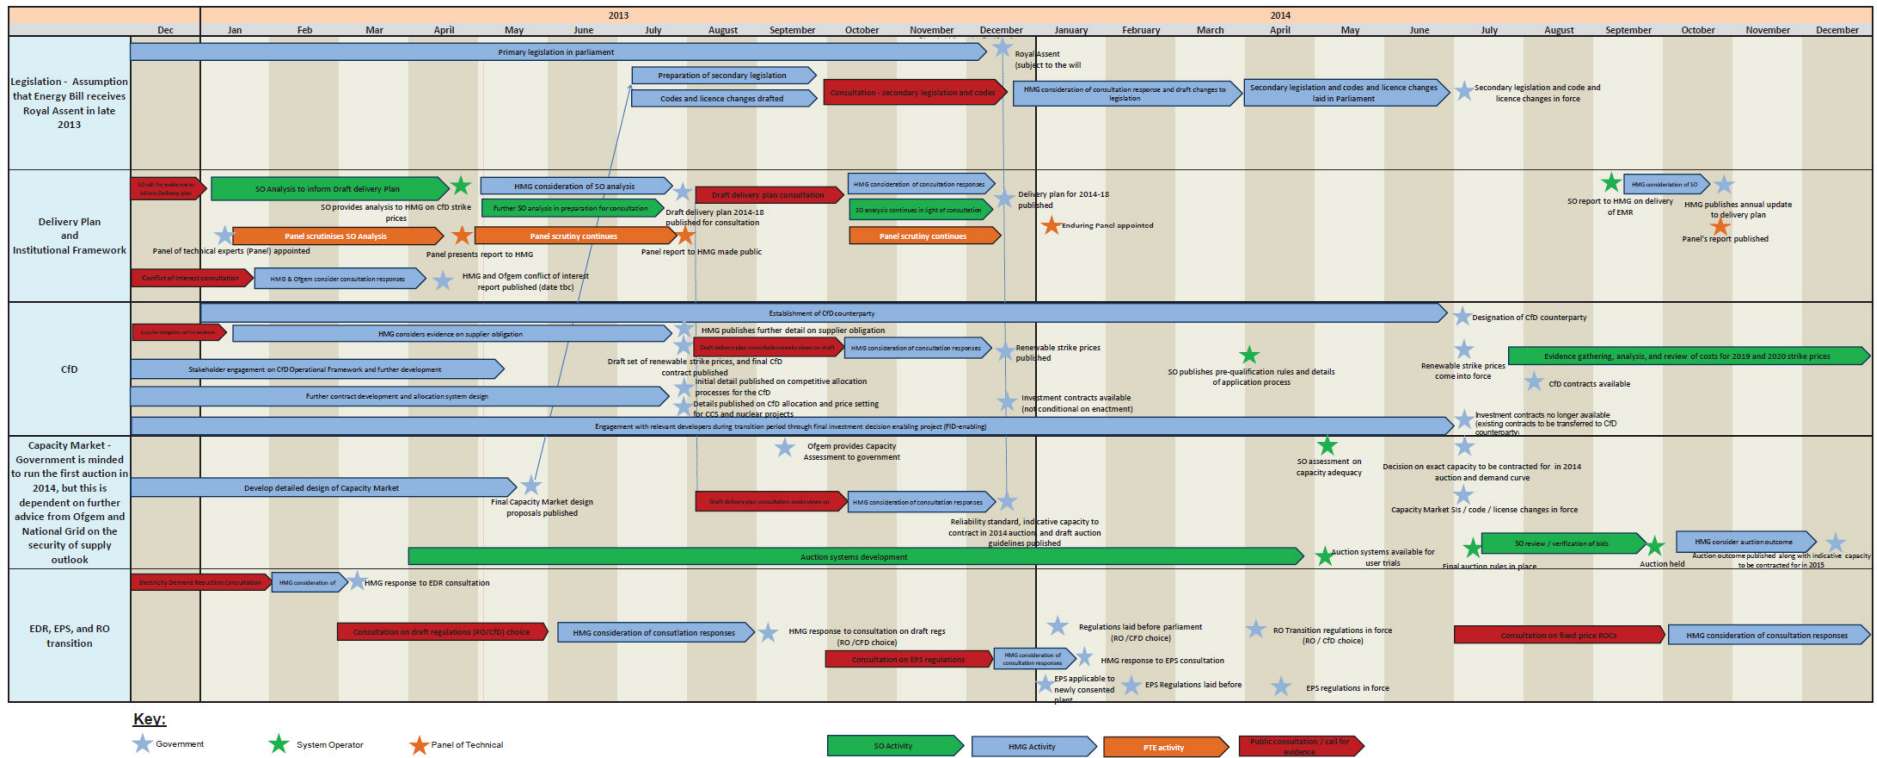 2013
2014
Dec
Jan
Feb
Mar
April
May
June
July
August
September
October
November
December
January
February
March
April
May
June
July
August
September
October
November
December
Legislation - Assumption
that Energy Bill receives
Royal Assent in late
2013
Primary legislation in parliament
Royal Assent
(subject to the will
Preparation of secondary legislation
Codes and licence changes drafted
Consultation - secondary legislation and codes
HMG consideration of consultation response and draft changes to
legislation
Secondary legislation and codes and licence changes
laid in Parliament
Secondary legislation and code and
licence changes in force
Delivery Plan
and
Institutional Framework
SO call for evidence to
inform Delivery plan
SO Analysis to inform Draft delivery Plan
SO provides analysis to HMG on CfD strike
prices
HMG consideration of SO analysis
Further SO analysis in preparation for consultation
Draft delivery plan 2014-18
published for consultation
Draft delivery plan consultation
HMG consideration of consultation responses
SO analysis continues in light of consultation
Delivery plan for 2014-18
published
SO report to HMG on delivery
of EMR
HMG consideration of SO
HMG publishes annual update
to delivery plan
Panel of technical experts (Panel) appointed
Panel scrutinises SO Analysis
Panel presents report to HMG
Panel scrutiny continues
Panel report to HMG made public
Panel scrutiny continues
Enduring Panel appointed
Panel's report published
Conflict of interest consultation
HMG & Ofgem consider consultation responses
HMG and Ofgem conflict of interest
report published (date tbc)
CfD
Establishment of CfD counterparty
Designation of CfD counterparty
Supplier obligation call for evidence
HMG considers evidence on supplier obligation
HMG publishes further detail on supplier obligation
Draft delivery plan consultation seeks views on draft
HMG consideration of consultation responses
Renewable strike prices
published
Draft set of renewable strike prices, and final CfD
contract published
SO publishes pre-qualification rules and details
of application process
Renewable strike prices
come into force
Evidence gathering, analysis, and review of costs for 2019 and 2020 strike prices
CfD contracts available
Stakeholder engagement on CfD Operational Framework and further development
Initial detail published on competitive allocation
processes for the CfD
Further contract development and allocation system design
Details published on CfD allocation and price setting
for CCS and nuclear projects
Investment contracts available
(not conditional on enactment)
Engagement with relevant developers during transition period through final investment decision enabling project (FID-enabling)
Investment contracts no longer available
(existing contracts to be transferred to CfD
counterparty)
Capacity Market -
Government is minded
to run the first auction in
2014, but this is
dependent on further
advice from Ofgem and
National Grid on the
security of supply
outlook
Ofgem provides Capacity
Assessment to government
SO assessment on
capacity adequacy
Decision on exact capacity to be contracted for in 2014
auction and demand curve
Develop detailed design of Capacity Market
Final Capacity Market design
proposals published
Draft delivery plan consultation seeks views on
HMG consideration of consultation responses
Reliability standard, indicative capacity to
contract in 2014 auction, and draft auction
guidelines published
Capacity Market SIs / code / license changes in force
Auction systems development
Auction systems available for
user trials
Final auction rules in place
SO review / verification of bids
Auction held
HMG consider auction outcome
Auction outcome published along with indicative capacity
to be contracted for in 2015
EDR, EPS, and RO
transition
Electricity Demand Reduction Consultation
HMG consideration of
HMG response to EDR consultation
Consultation on draft regulations (RO/CfD) choice
HMG consideration of consutlation responses
HMG response to consultation on draft regs
(RO /CFD choice)
Regulations laid before parliament
(RO /CFD choice)
RO Transition regulations in force
(RO / CfD choice)
Consultation on fixed price ROCs
HMG consideration of consultation responses
Consultation on EPS regulations
HMG consideration of
consultation responses
HMG response to EPS consultation
EPS applicable to
newly consented
plant
EPS Regulations laid before
EPS regulations in force
Key:
Government
System Operator
Panel of Technical
SO Activity
HMG Activity
PTE activity
Public consultation / call for
evidence